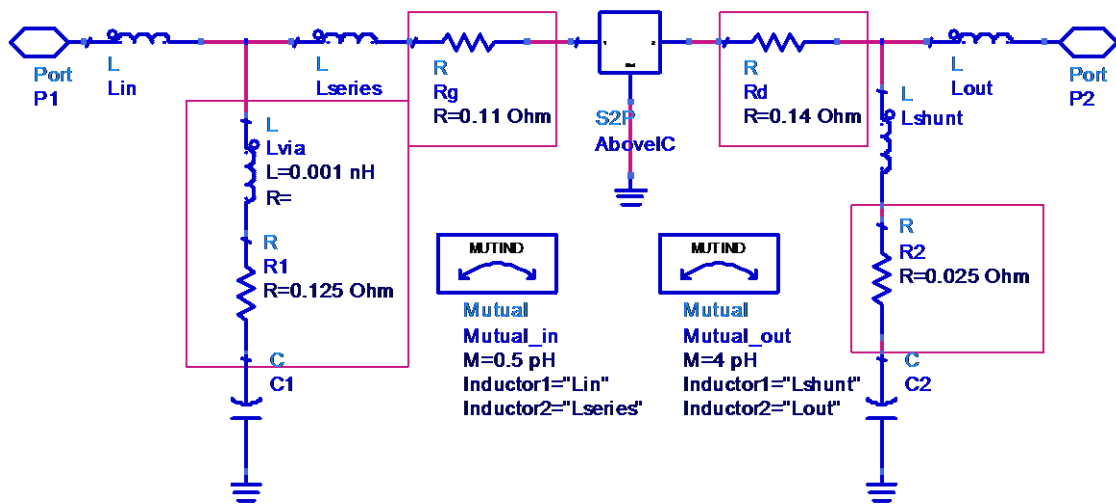 Port
P1
L
Lin
L
Lseries
R
Rg
R=0.11 Ohm
1
2
Ref
S2P
AboveIC
R
Rd
R=0.14 Ohm
L
Lout
Port
P2
L
Lvia
L=0.001 nH
R=
R
R1
R=0.125 Ohm
C
C1
MUTIND
Mutual
Mutual_in
M=0.5 pH
Inductor1="Lin"
Inductor2="Lseries"
MUTIND
Mutual
Mutual_out
M=4 pH
Inductor1="Lshunt"
Inductor2="Lout"
L
Lshunt
R
R2
R=0.025 Ohm
C
C2